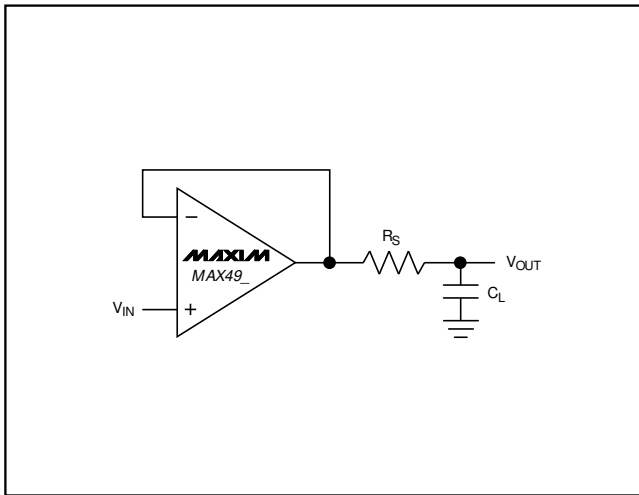 −
MAXIM
MAX49_
+
V_IN
R_S
C_L
V_OUT